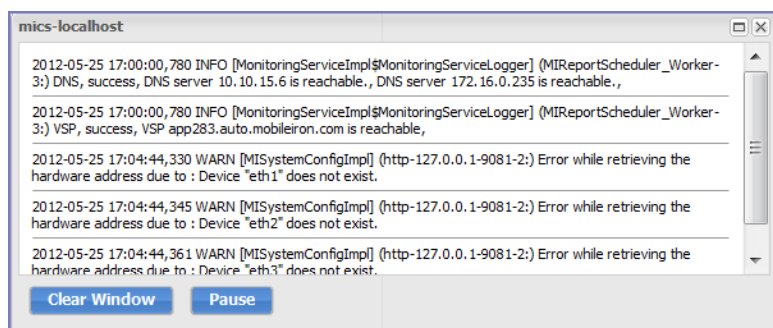 mics-localhost
2012-05-25 17:00:00,780 INFO [MonitoringServiceImpl$MonitoringServiceLogger] (MIReportScheduler_Worker-
3:) DNS, success, DNS server 10.10.15.6 is reachable., DNS server 172.16.0.235 is reachable.,
2012-05-25 17:00:00,780 INFO [MonitoringServiceImpl$MonitoringServiceLogger] (MIReportScheduler_Worker-
3:) VSP, success, VSP app283.auto.mobileiron.com is reachable,
2012-05-25 17:04:44,330 WARN [MISystemConfigImpl] (http-127.0.0.1-9081-2:) Error while retrieving the
hardware address due to : Device "eth1" does not exist.
2012-05-25 17:04:44,345 WARN [MISystemConfigImpl] (http-127.0.0.1-9081-2:) Error while retrieving the
hardware address due to : Device "eth2" does not exist.
2012-05-25 17:04:44,361 WARN [MISystemConfigImpl] (http-127.0.0.1-9081-2:) Error while retrieving the
hardware address due to : Device "eth3" does not exist.
Clear Window Pause